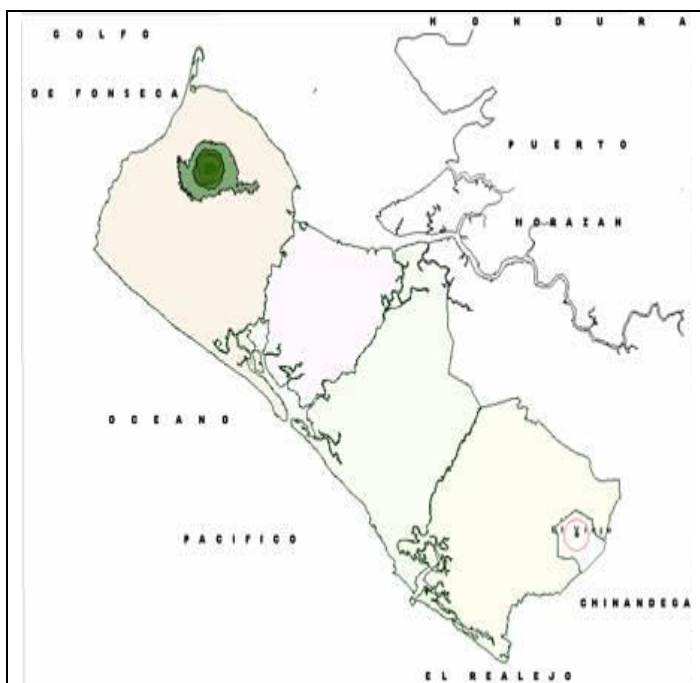 HONDURA
GOLFO
DE FONSECA
PUERTO
MORAZAN
OCEANO
PACIFICO
CHINANDEGA
EL REALEJO